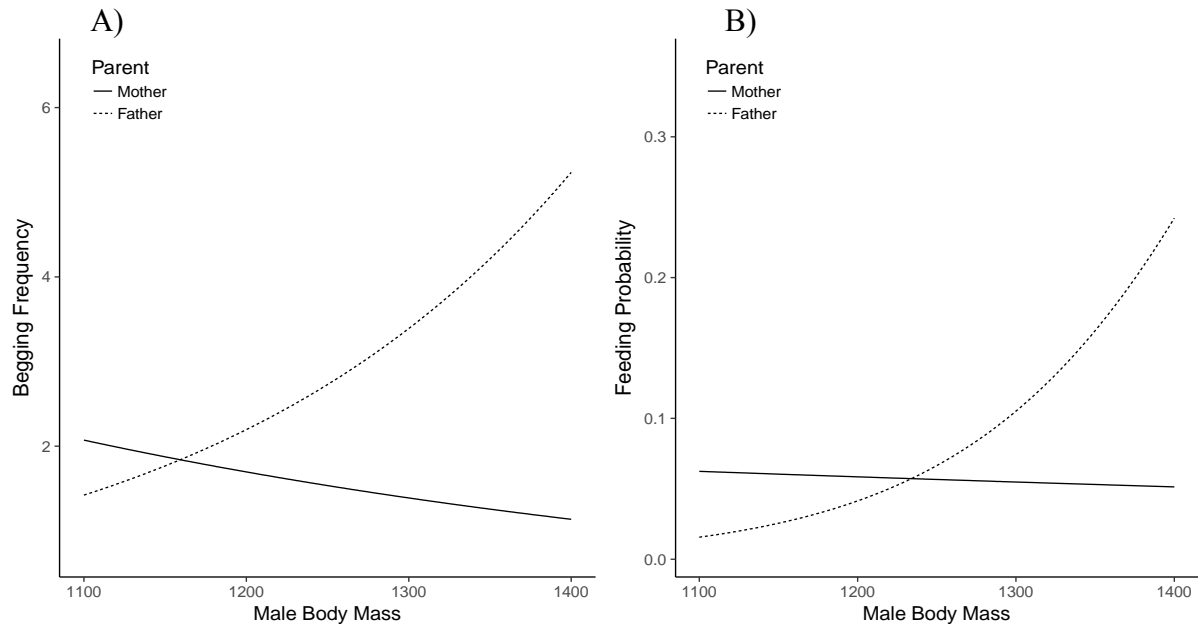 A)
Parent
Mother
Father
6
4
2
Begging Frequency
1100
1200
1300
1400
Male Body Mass
B)
Parent
Mother
Father
0.3
0.2
0.1
0.0
Feeding Probability
1100
1200
1300
1400
Male Body Mass